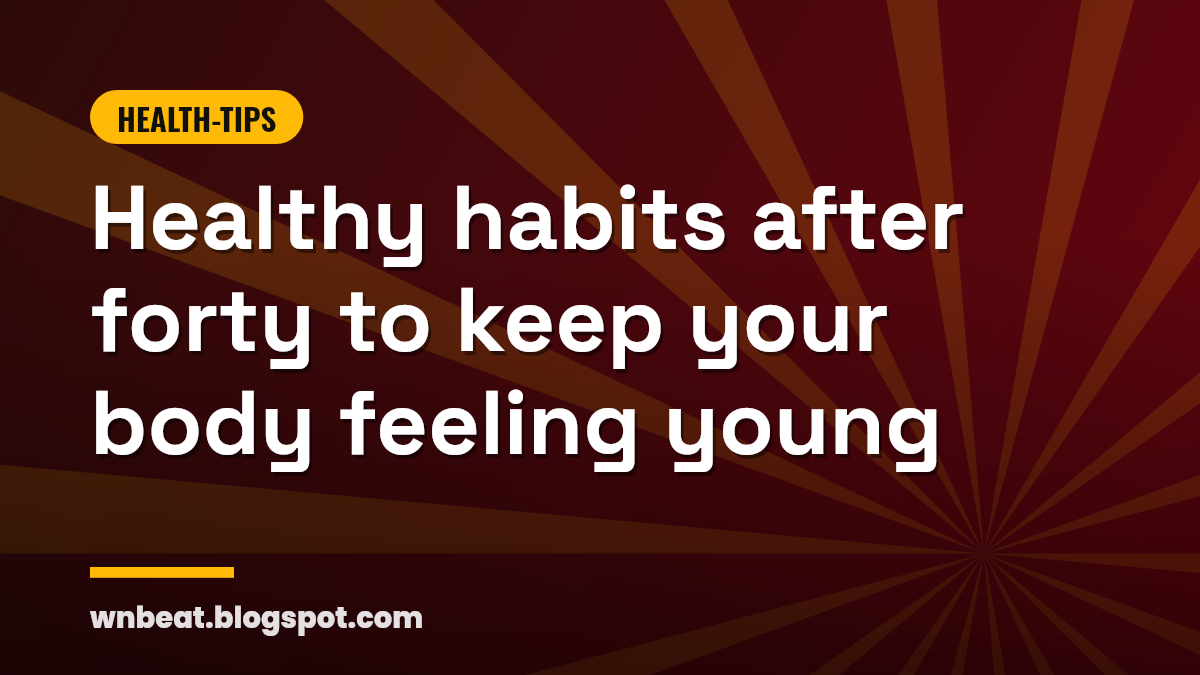 HEALTH-TIPS
Healthy habits after
forty to keep your
body feeling young
wnbeat.blogspot.com